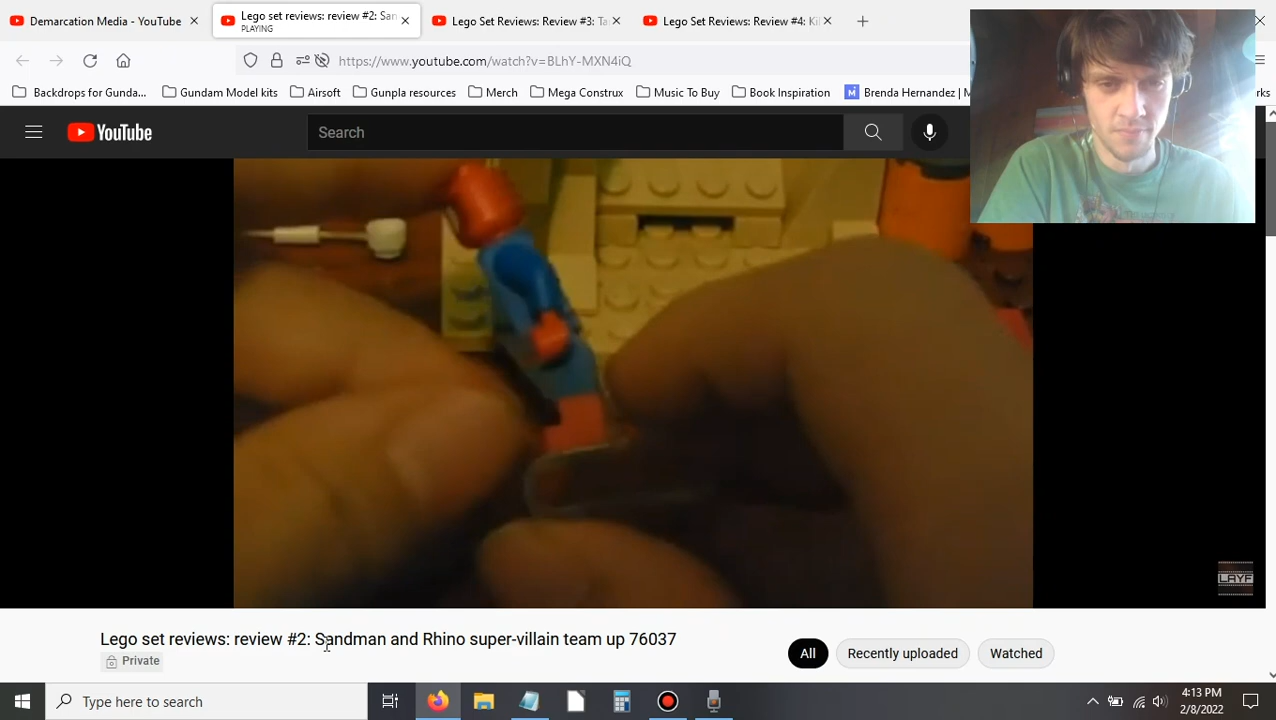 Demarcation Media - YouTube
Lego set reviews: review #2: San
PLAYING
Lego Set Reviews: Review #3: Ta
Lego Set Reviews: Review #4: Ki
https://www.youtube.com/watch?v=BLhY-MXN4iQ
Backdrops for Gunda...
Gundam Model kits
Airsoft
Gunpla resources
Merch
Mega Construx
Music To Buy
Book Inspiration
Brenda Hernandez | M
rks
YouTube
Search
LAYF
Lego set reviews: review #2: Sandman and Rhino super-villain team up 76037
Private
All
Recently uploaded
Watched
Type here to search
4:13 PM
2/8/2022